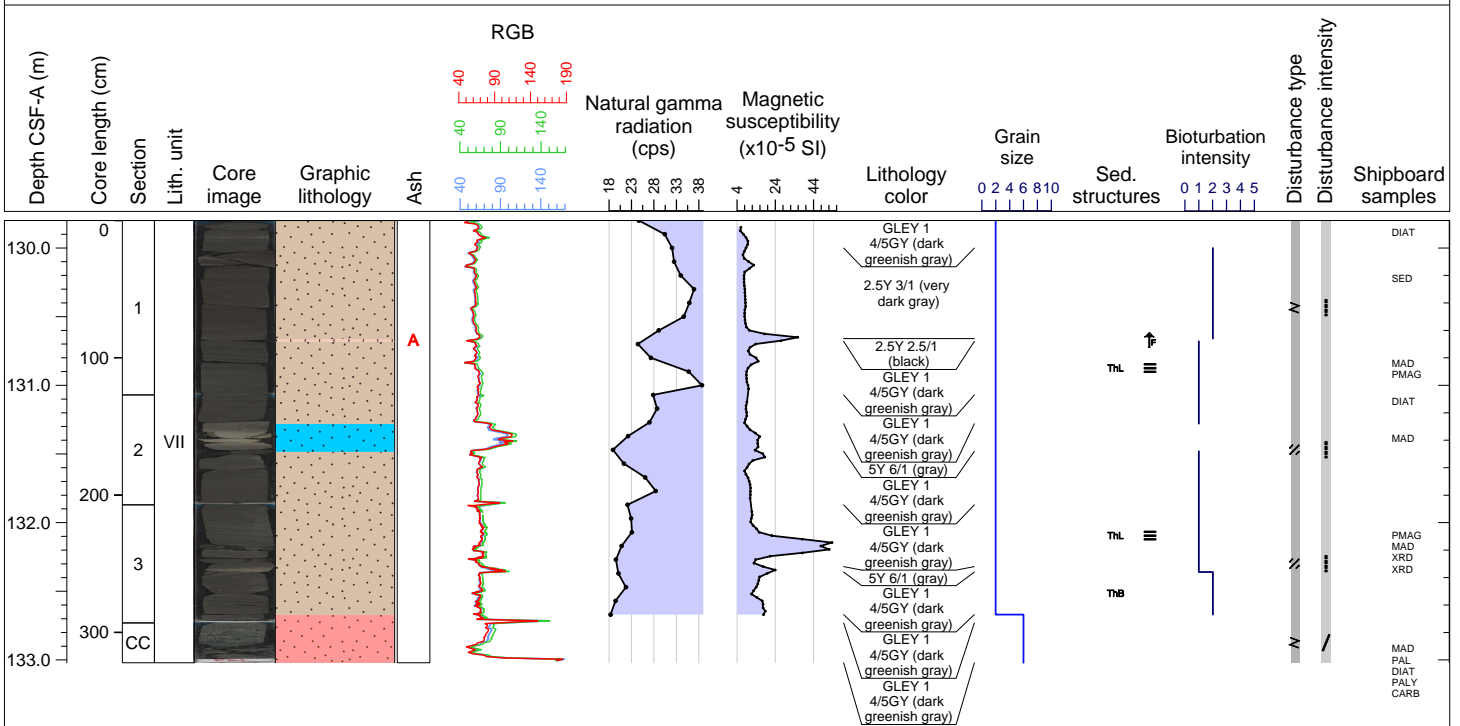 Depth CSF-A (m)
Core length (cm)
Section
Lith. unit
Core
image
Graphic
lithology
Ash
RGB
40 90 140 190
40 90 140
40 90 140
Natural gamma
radiation
(cps)
18 23 28 33 38
Magnetic
susceptibility
(x10-5 SI)
4 24 44
Lithology
color
Grain
size
0 2 4 6 8 10
Sed.
structures
Bioturbation
intensity
0 1 2 3 4 5
Disturbance type
Disturbance intensity
Shipboard
samples
130.0
131.0
132.0
133.0
0
100
200
300
1
2
3
CC
VII
A
GLEY 1
4/5GY (dark
greenish gray)
2.5Y 3/1 (very
dark gray)
2.5Y 2.5/1
(black)
GLEY 1
4/5GY (dark
greenish gray)
GLEY 1
4/5GY (dark
greenish gray)
5Y 6/1 (gray)
GLEY 1
4/5GY (dark
greenish gray)
GLEY 1
4/5GY (dark
greenish gray)
5Y 6/1 (gray)
GLEY 1
4/5GY (dark
greenish gray)
GLEY 1
4/5GY (dark
greenish gray)
GLEY 1
4/5GY (dark
greenish gray)
F
ThL
ThL
ThB
DIAT
SED
MAD
PMAG
DIAT
MAD
PMAG
MAD
XRD
XRD
MAD
PAL
DIAT
PALY
CARB